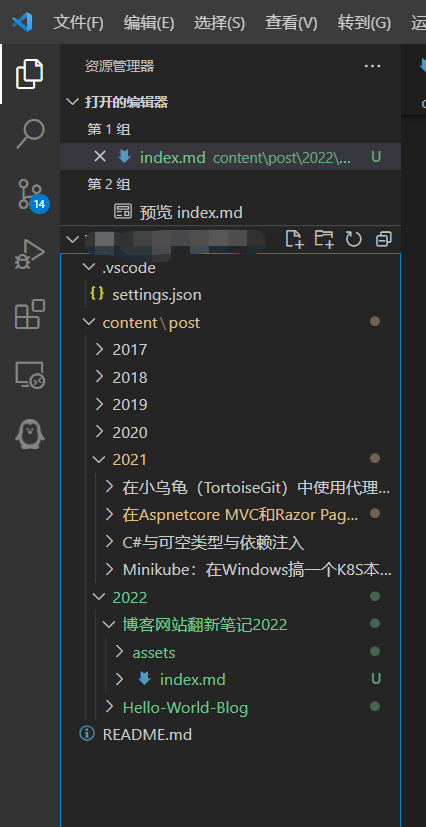 文件(F) 编辑(E) 选择(S) 查看(V) 转到(G) 运
资源管理器
打开的编辑器
第 1 组
index.md content\post\2022\... U
第 2 组
预览 index.md
14
.vscode
{} settings.json
content\post
2017
2018
2019
2020
2021
在小乌龟（TortoiseGit）中使用代理...
在Aspnetcore MVC和Razor Pag...
C#与可空类型与依赖注入
Minikube：在Windows搞一个K8S本...
2022
博客网站翻新笔记2022
assets
index.md U
Hello-World-Blog
README.md